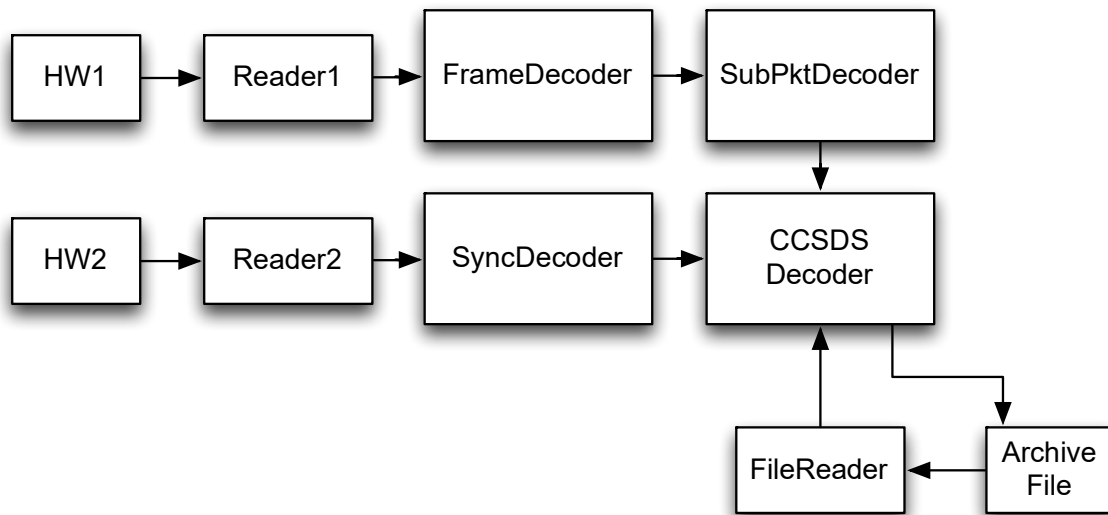 HW1
Reader1
FrameDecoder
SubPktDecoder
HW2
Reader2
SyncDecoder
CCSDS
Decoder
FileReader
Archive
File